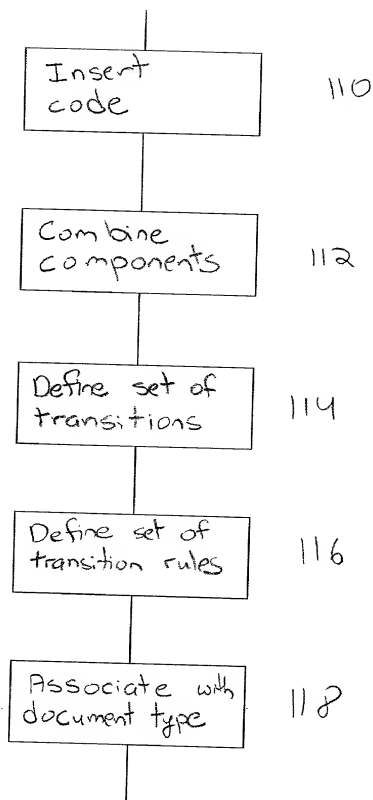 Insert
code
110
Combine
components
112
Define set of
transitions
114
Define set of
transition rules
116
Associate with
document type
118